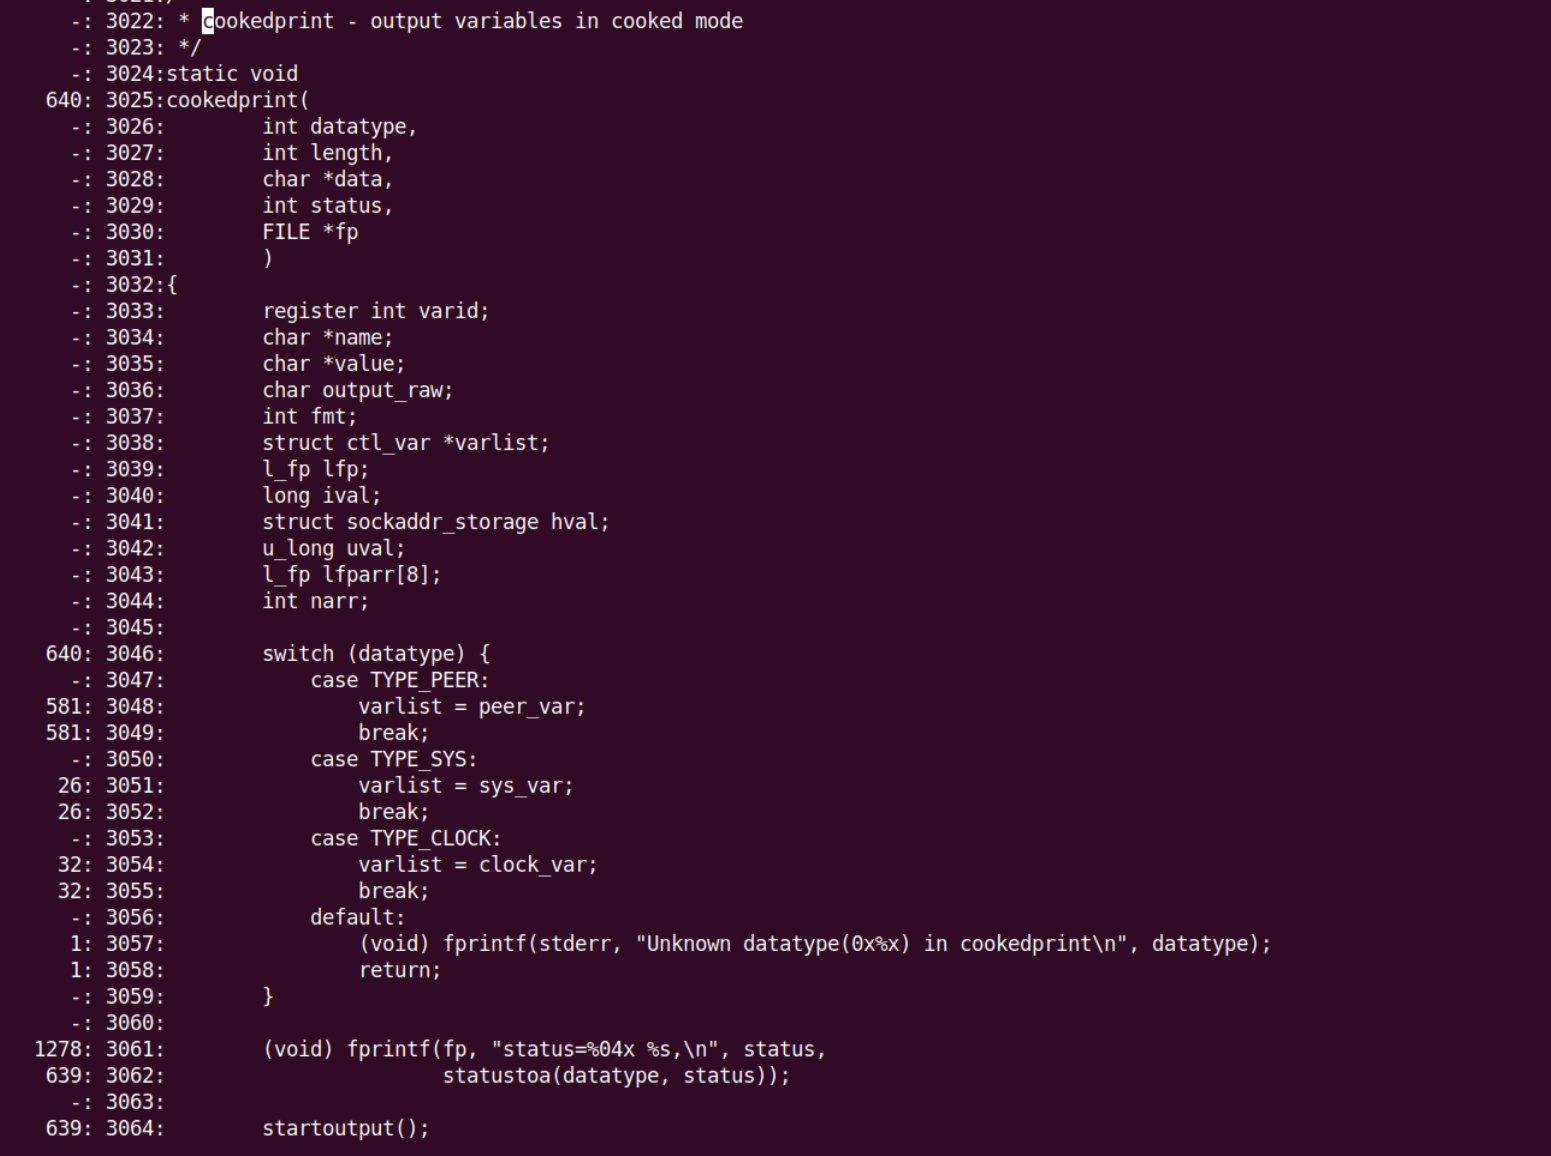 -: 3022: * cookedprint - output variables in cooked mode
-: 3023: */
-: 3024:static void
640: 3025:cookedprint(
-: 3026:        int datatype,
-: 3027:        int length,
-: 3028:        char *data,
-: 3029:        int status,
-: 3030:        FILE *fp
-: 3031:        )
-: 3032:{
-: 3033:        register int varid;
-: 3034:        char *name;
-: 3035:        char *value;
-: 3036:        char output_raw;
-: 3037:        int fmt;
-: 3038:        struct ctl_var *varlist;
-: 3039:        l_fp lfp;
-: 3040:        long ival;
-: 3041:        struct sockaddr_storage hval;
-: 3042:        u_long uval;
-: 3043:        l_fp lfparr[8];
-: 3044:        int narr;
-: 3045:
640: 3046:        switch (datatype) {
-: 3047:            case TYPE_PEER:
581: 3048:                varlist = peer_var;
581: 3049:                break;
-: 3050:            case TYPE_SYS:
26: 3051:                varlist = sys_var;
26: 3052:                break;
-: 3053:            case TYPE_CLOCK:
32: 3054:                varlist = clock_var;
32: 3055:                break;
-: 3056:            default:
1: 3057:                (void) fprintf(stderr, "Unknown datatype(0x%x) in cookedprint\n", datatype);
1: 3058:                return;
-: 3059:        }
-: 3060:
1278: 3061:        (void) fprintf(fp, "status=%04x %s,\n", status,
639: 3062:                       statustoa(datatype, status));
-: 3063:
639: 3064:        startoutput();